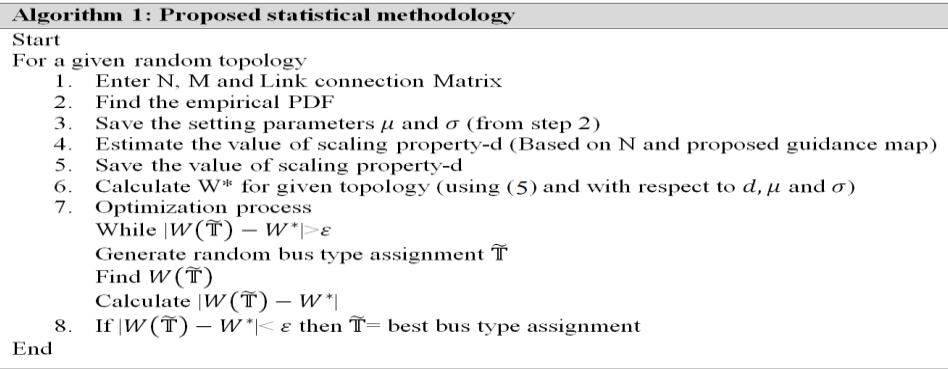 Algorithm 1: Proposed statistical methodology
Start
For a given random topology
1. Enter N, M and Link connection Matrix
2. Find the empirical PDF
3. Save the setting parameters μ and σ (from step 2)
4. Estimate the value of scaling property-d (Based on N and proposed guidance map)
5. Save the value of scaling property-d
6. Calculate W* for given topology (using (5) and with respect to d, μ and σ)
7. Optimization process
While |W(𝕋̃) − W*|>ε
Generate random bus type assignment 𝕋̃
Find W(𝕋̃)
Calculate |W(𝕋̃) − W*|
8. If |W(𝕋̃) − W*|< ε then 𝕋̃= best bus type assignment
End